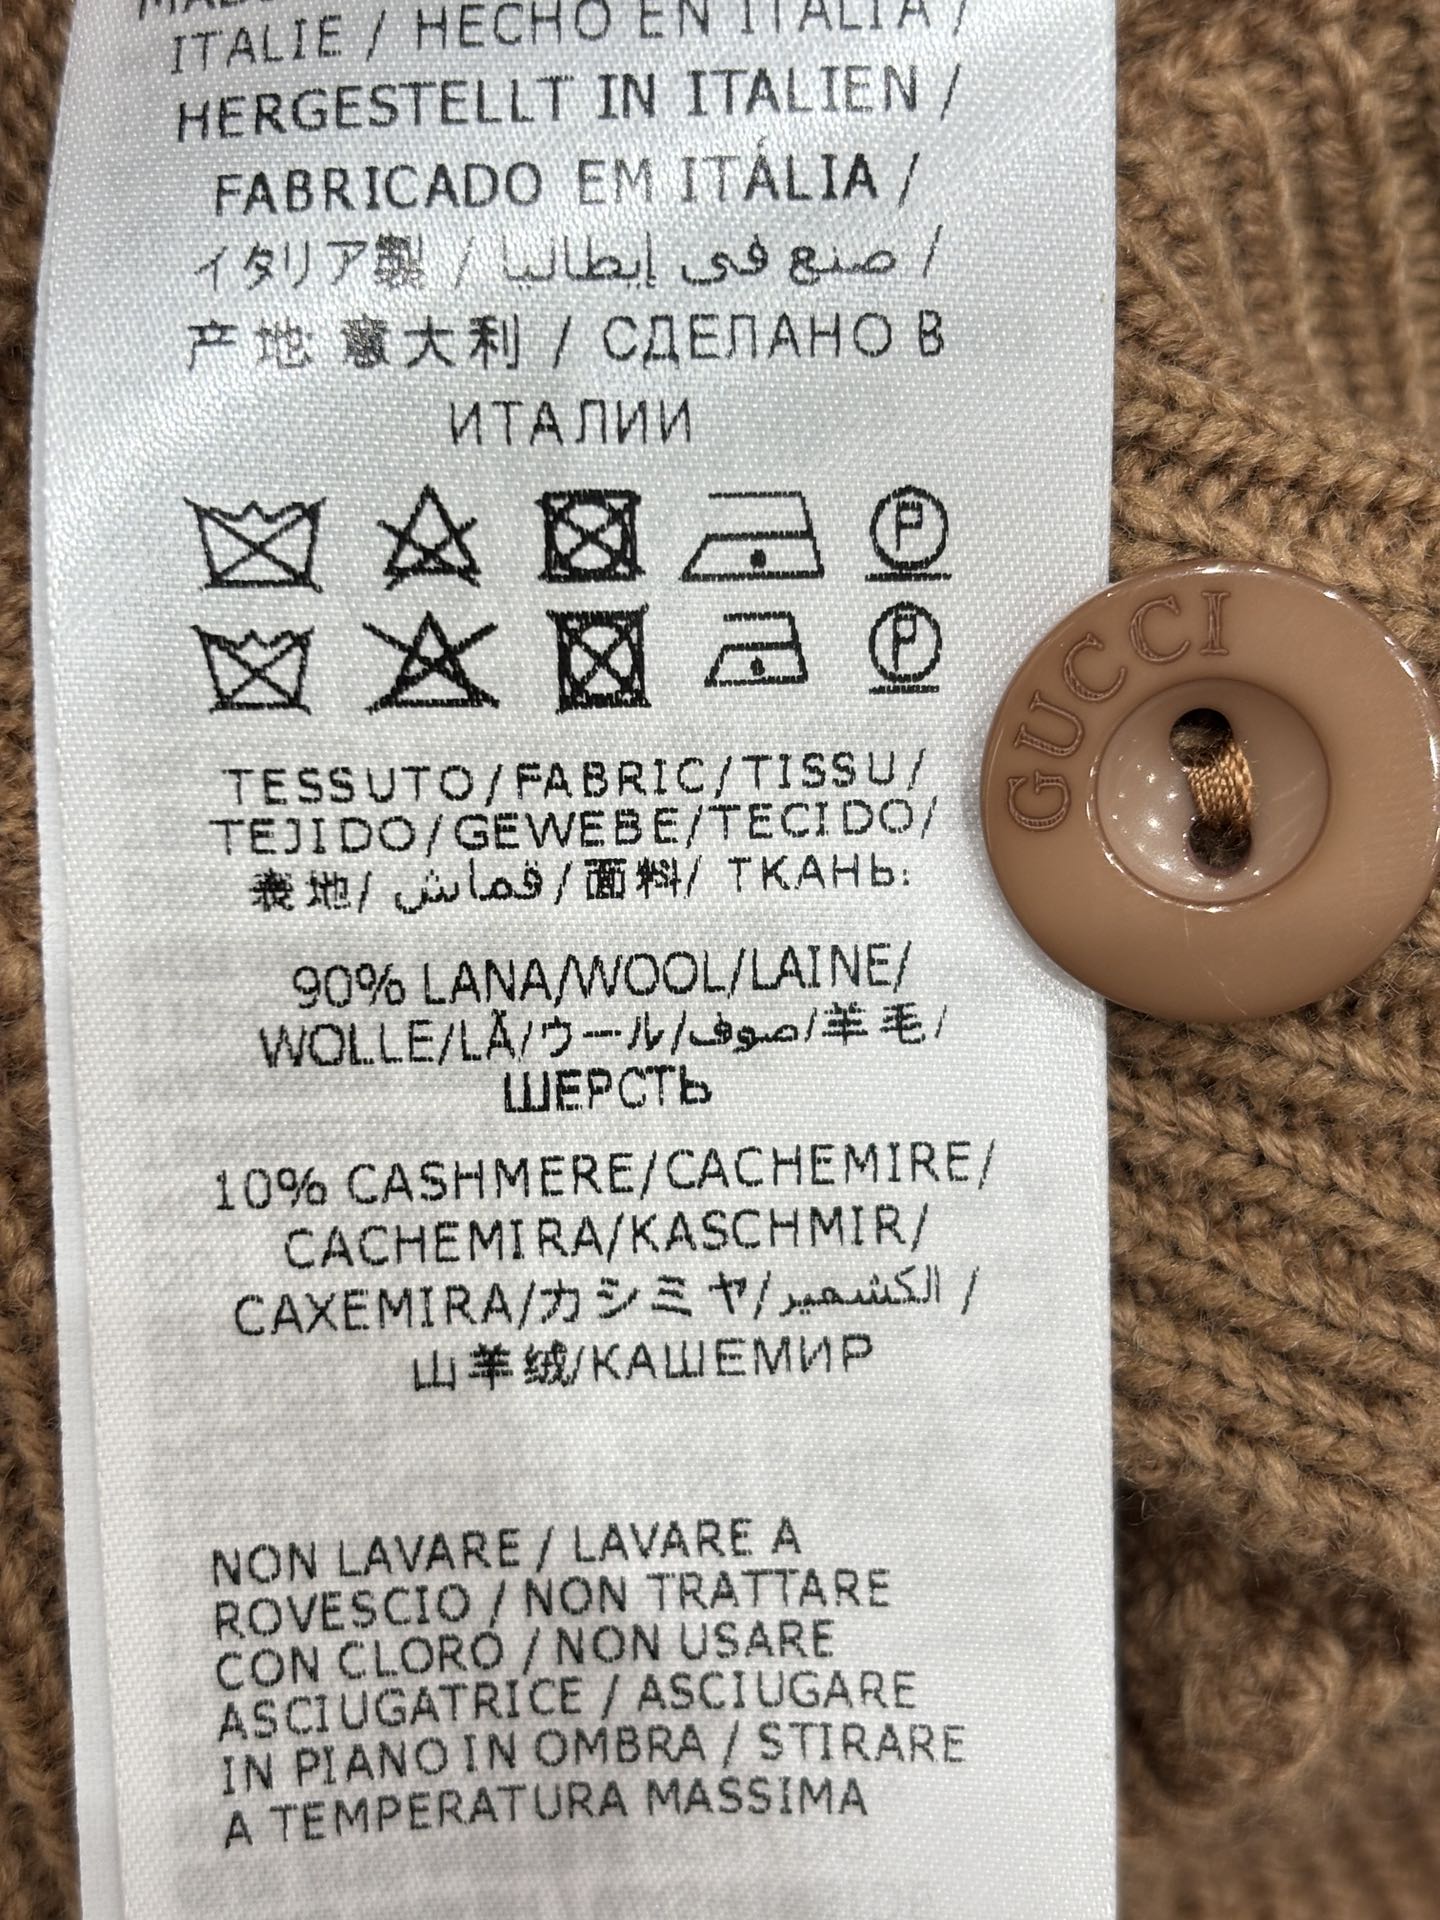 ITALIE / HECHO EN ITALIA /
HERGESTELLT IN ITALIEN /
FABRICADO EM ITÁLIA /
イタリア製 / صنع في إيطاليا /
产地 意大利 / СДЕЛАНО В
ИТАЛИИ
P
P
TESSUTO/FABRIC/TISSU/
TEJIDO/GEWEBE/TECIDO/
表地/ قماش/面料/ ТКАНЬ:
90% LANA/WOOL/LAINE/
WOLLE/LÃ/ウール/صوف/羊毛/
ШЕРСТЬ
10% CASHMERE/CACHEMIRE/
CACHEMIRA/KASCHMIR/
CAXEMIRA/カシミヤ/الكشمير /
山羊绒/КАШЕМИР
NON LAVARE / LAVARE A
ROVESCIO / NON TRATTARE
CON CLORO / NON USARE
ASCIUGATRICE / ASCIUGARE
IN PIANO IN OMBRA / STIRARE
A TEMPERATURA MASSIMA
GUCCI